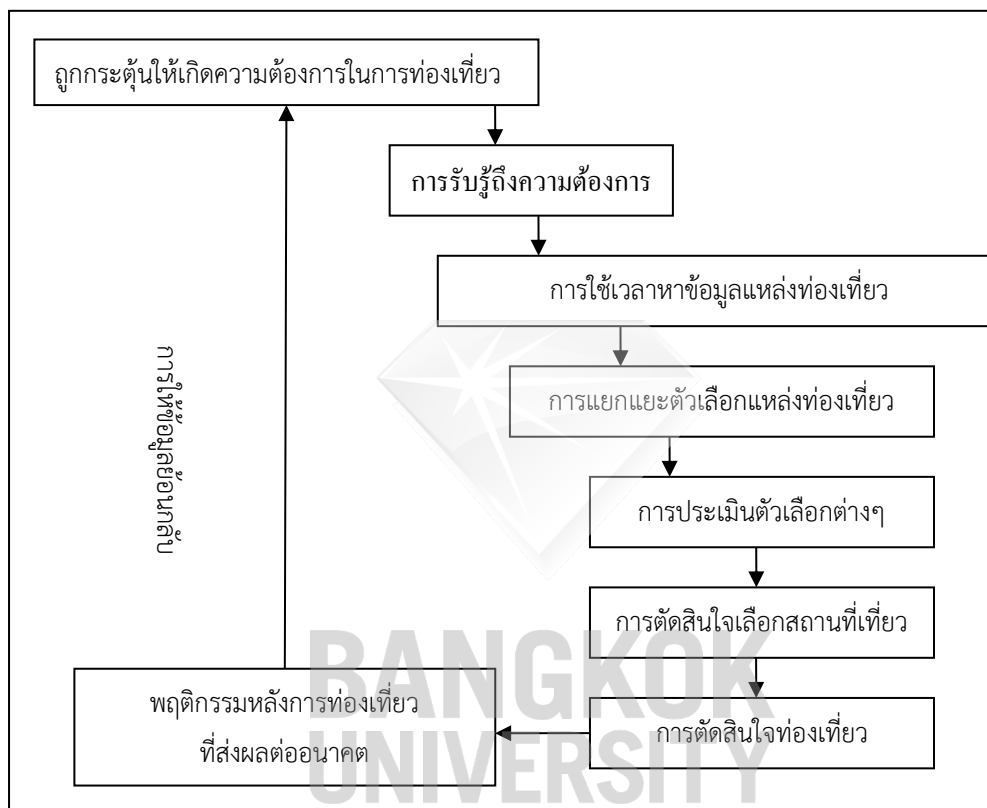 ถูกกระตุ้นให้เกิดความต้องการในการท่องเที่ยว
การรับรู้ถึงความต้องการ
การใช้เวลาหาข้อมูลแหล่งท่องเที่ยว
การแยกแยะตัวเลือกแหล่งท่องเที่ยว
การให้ข้อมูลย้อนกลับ
การประเมินตัวเลือกต่างๆ
การตัดสินใจเลือกสถานที่เที่ยว
การตัดสินใจท่องเที่ยว
พฤติกรรมหลังการท่องเที่ยว
ที่ส่งผลต่ออนาคต
BANGKOK
UNIVERSITY